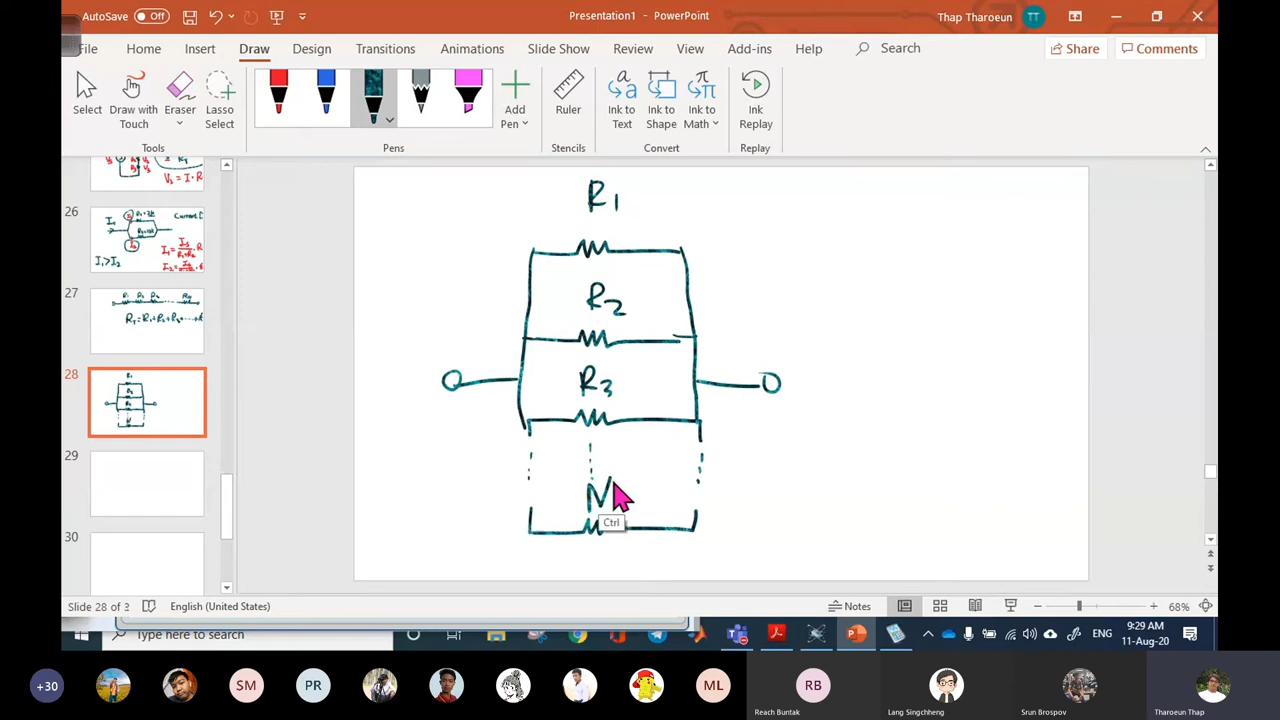 AutoSave Off
Presentation1 - PowerPoint
Thap Tharoeun TT
File Home Insert Draw Design Transitions Animations Slide Show Review View Add-ins Help Search
Share Comments
Select
Draw with Touch
Eraser
Lasso Select
Add Pen
Ruler
Ink to Text
Ink to Shape
Ink to Math
Ink Replay
Tools
Pens
Stencils
Convert
Replay
26
27
28
29
30
R1
R2
R3
N
Ctrl
Slide 28 of 3
English (United States)
Notes
68%
Type here to search
ENG
9:29 AM
11-Aug-20
+30
SM
PR
ML
RB
Reach Buntak
Lang Singchheng
Srun Brospov
Tharoeun Thap